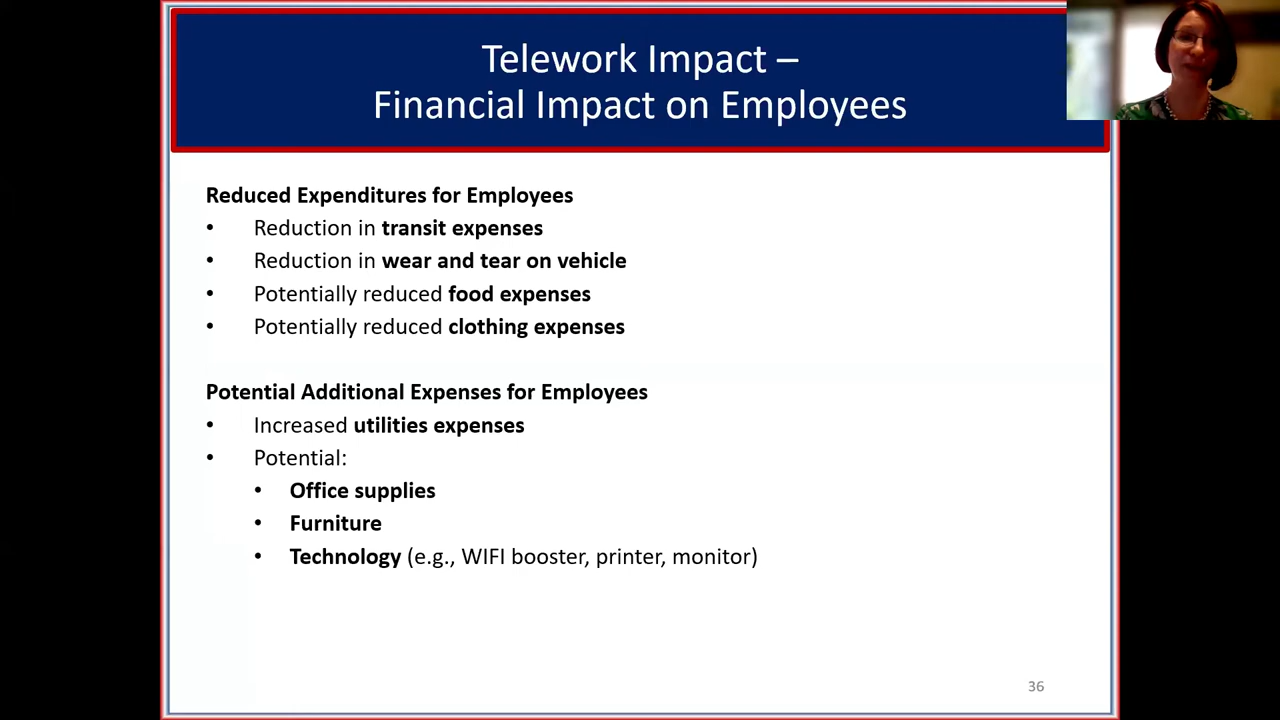 Telework Impact –
Financial Impact on Employees
Reduced Expenditures for Employees
• Reduction in transit expenses
• Reduction in wear and tear on vehicle
• Potentially reduced food expenses
• Potentially reduced clothing expenses
Potential Additional Expenses for Employees
• Increased utilities expenses
• Potential:
• Office supplies
• Furniture
• Technology (e.g., WIFI booster, printer, monitor)
36